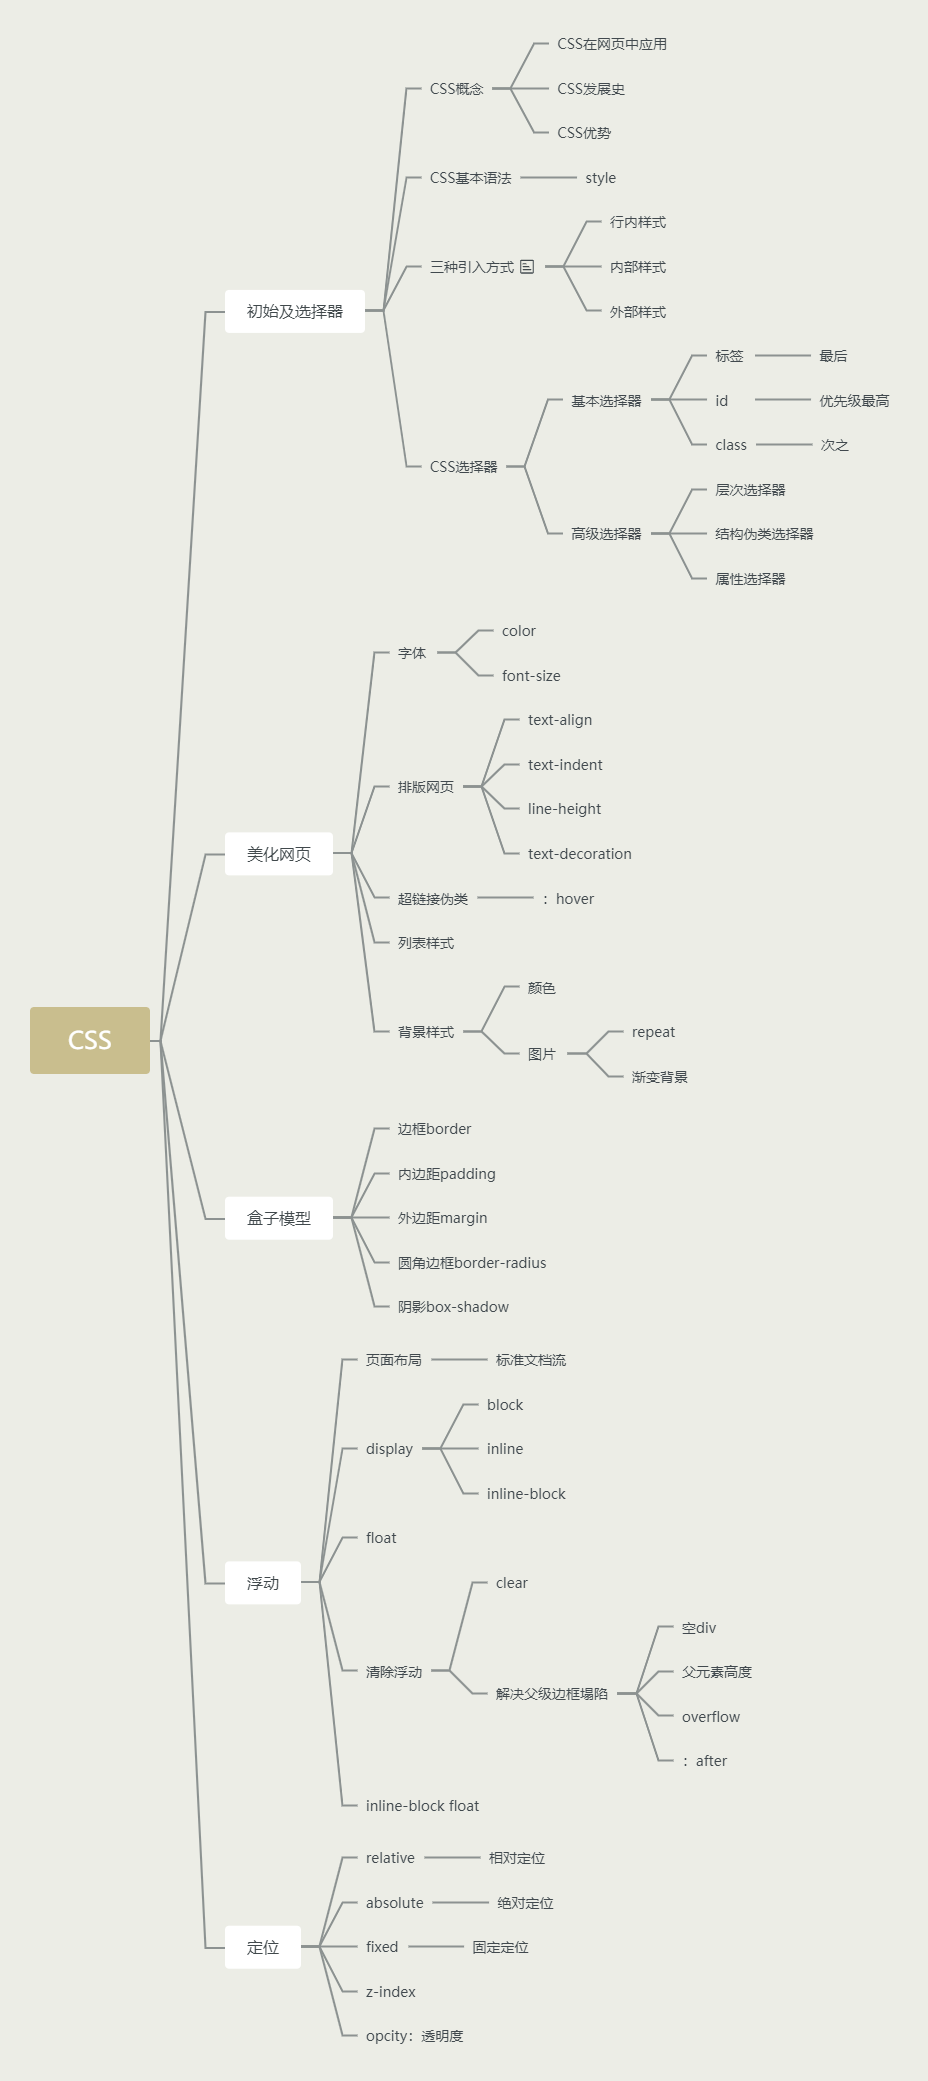 CSS
初始及选择器
CSS概念
CSS在网页中应用
CSS发展史
CSS优势
CSS基本语法
style
三种引入方式
行内样式
内部样式
外部样式
CSS选择器
基本选择器
标签
最后
id
优先级最高
class
次之
高级选择器
层次选择器
结构伪类选择器
属性选择器
美化网页
字体
color
font-size
排版网页
text-align
text-indent
line-height
text-decoration
超链接伪类
：hover
列表样式
背景样式
颜色
图片
repeat
渐变背景
盒子模型
边框border
内边距padding
外边距margin
圆角边框border-radius
阴影box-shadow
浮动
页面布局
标准文档流
display
block
inline
inline-block
float
清除浮动
clear
解决父级边框塌陷
空div
父元素高度
overflow
：after
inline-block float
定位
relative
相对定位
absolute
绝对定位
fixed
固定定位
z-index
opcity：透明度